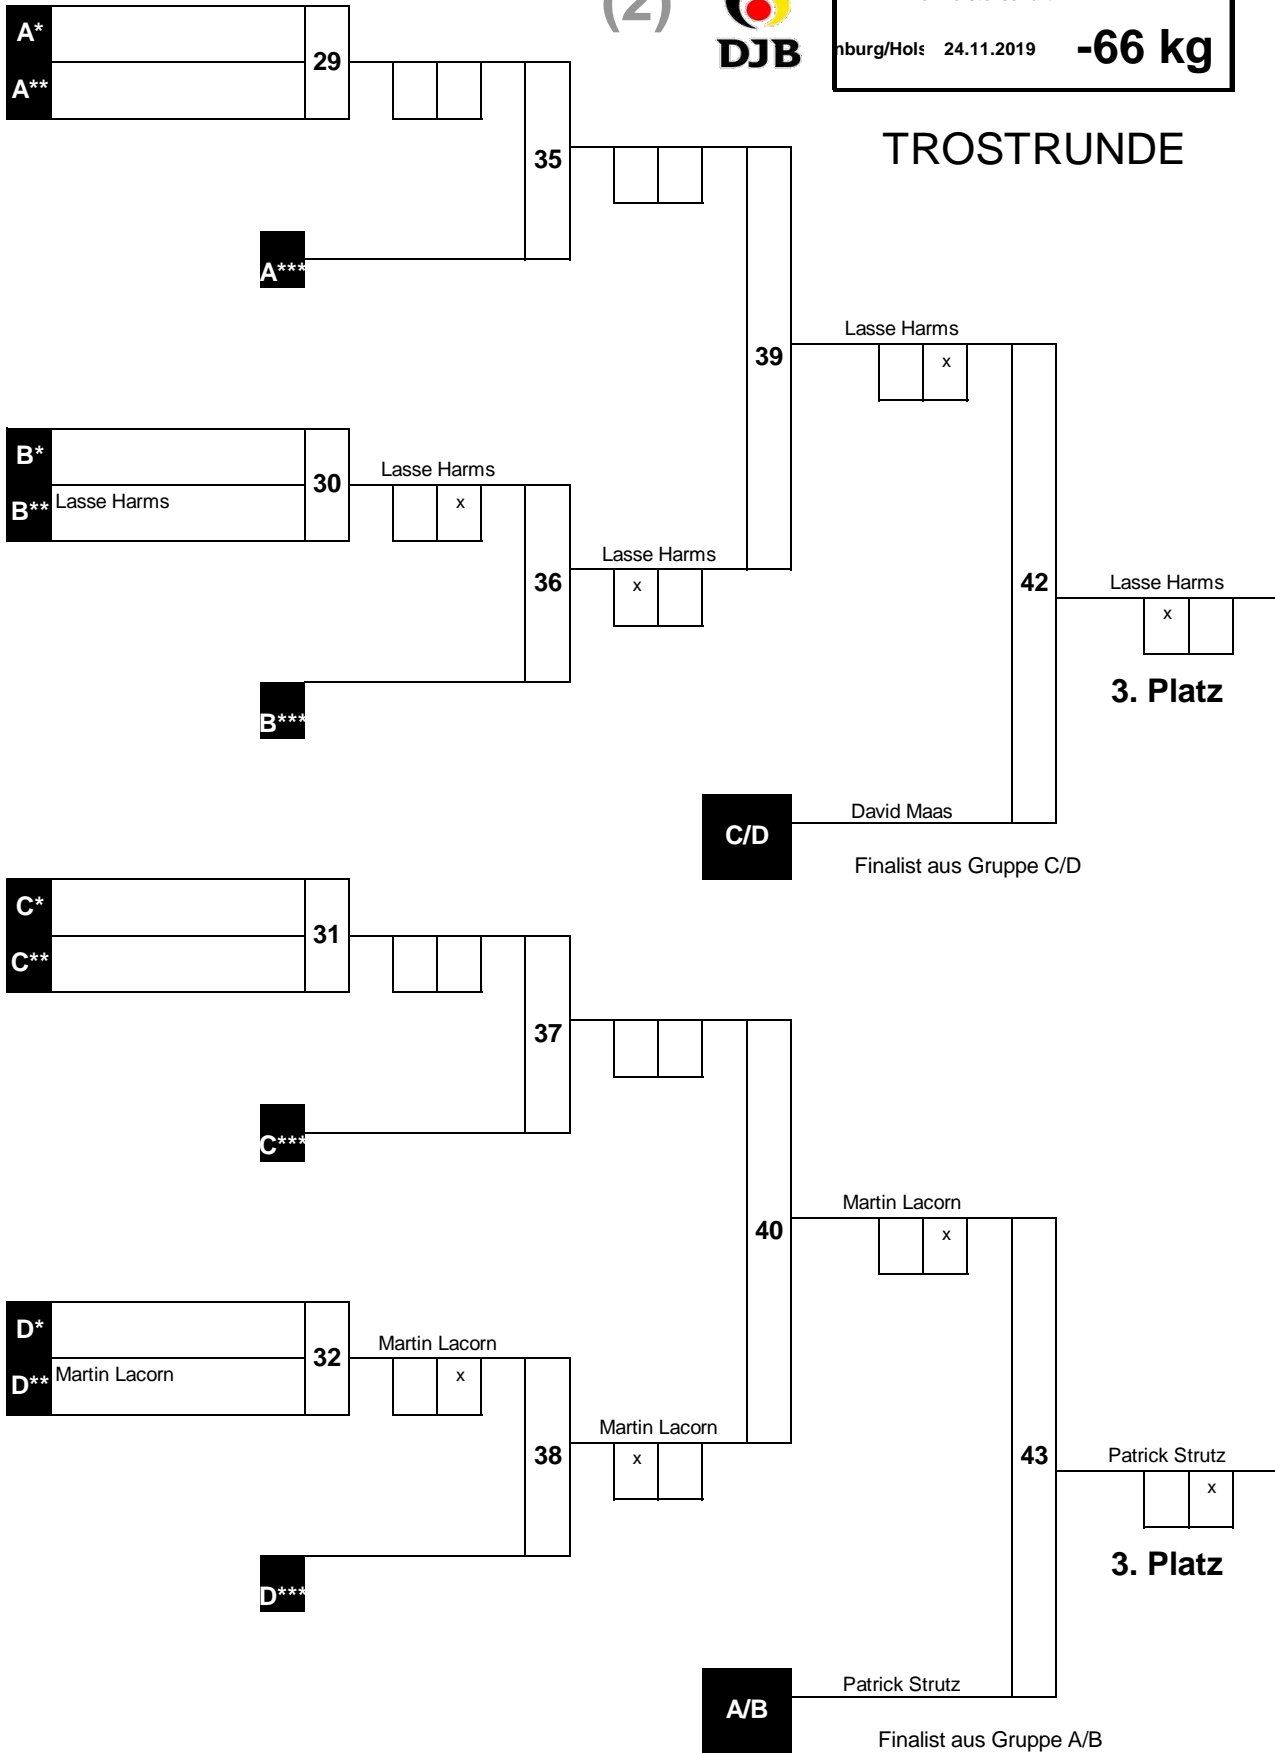 (2)
DJB
24.11.2019
-66 kg
TROSTRUNDE
A*
A**
29
35
A***
39
Lasse Harms
x
B*
B**
Lasse Harms
30
Lasse Harms
x
36
Lasse Harms
x
B***
42
Lasse Harms
x
3. Platz
C/D
David Maas
Finalist aus Gruppe C/D
C*
C**
31
37
C***
40
Martin Lacorn
x
D*
D**
Martin Lacorn
32
Martin Lacorn
x
38
Martin Lacorn
x
D***
43
Patrick Strutz
x
3. Platz
A/B
Patrick Strutz
Finalist aus Gruppe A/B